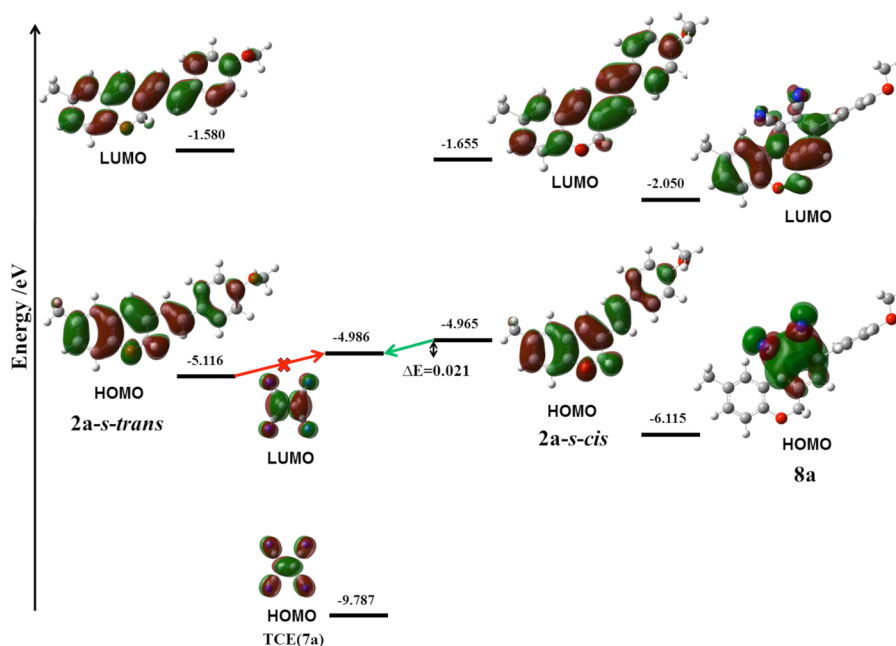 Energy /eV
-1.580
LUMO
-1.655
LUMO
-2.050
LUMO
-5.116
HOMO
2a-s-trans
-4.986
LUMO
-4.965
ΔE=0.021
HOMO
2a-s-cis
-6.115
HOMO
8a
-9.787
HOMO
TCE(7a)